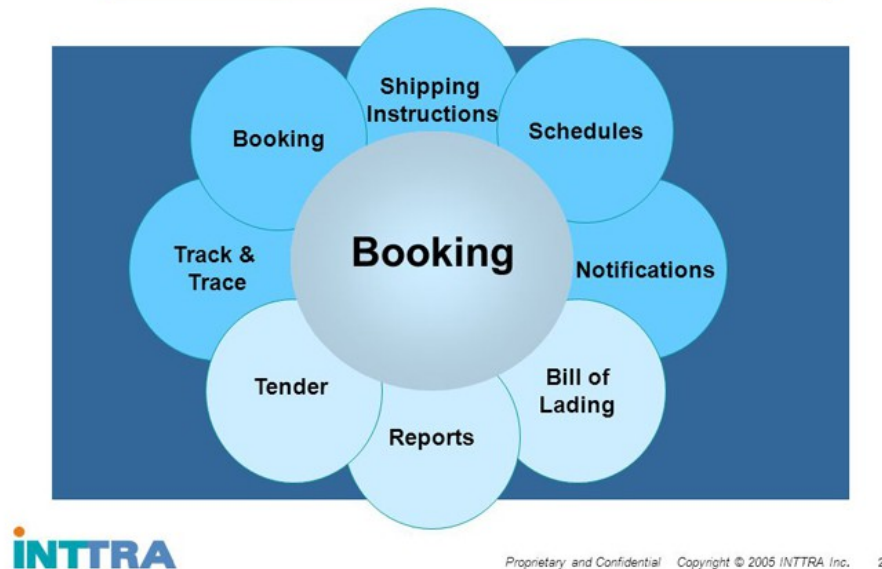 Shipping
Instructions
Booking
Schedules
Booking
Track &
Trace
Notifications
Tender
Bill of
Lading
Reports
INTTRA
Proprietary and Confidential Copyright © 2005 INTTRA Inc. 2